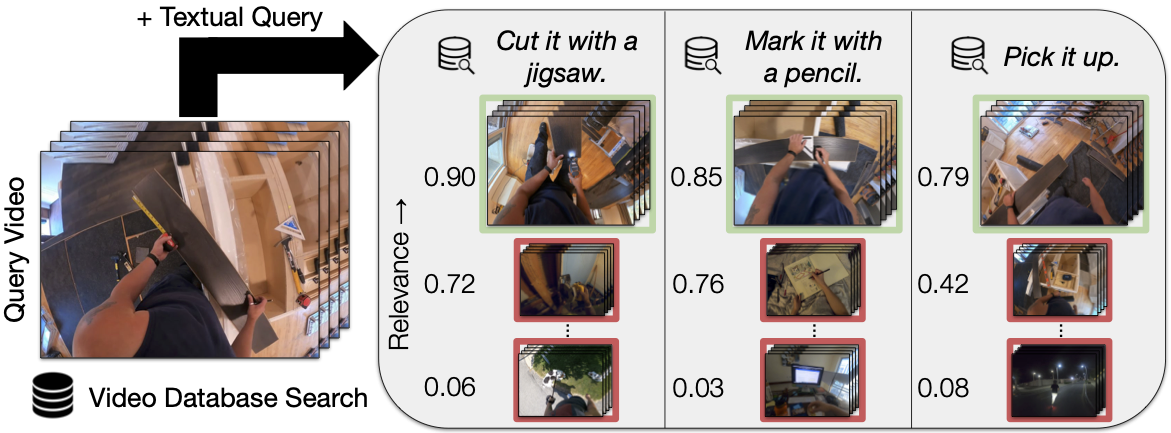 + Textual Query
Query Video
Video Database Search
Relevance →
Cut it with a
jigsaw.
0.90
0.72
0.06
Mark it with
a pencil.
0.85
0.76
0.03
Pick it up.
0.79
0.42
0.08